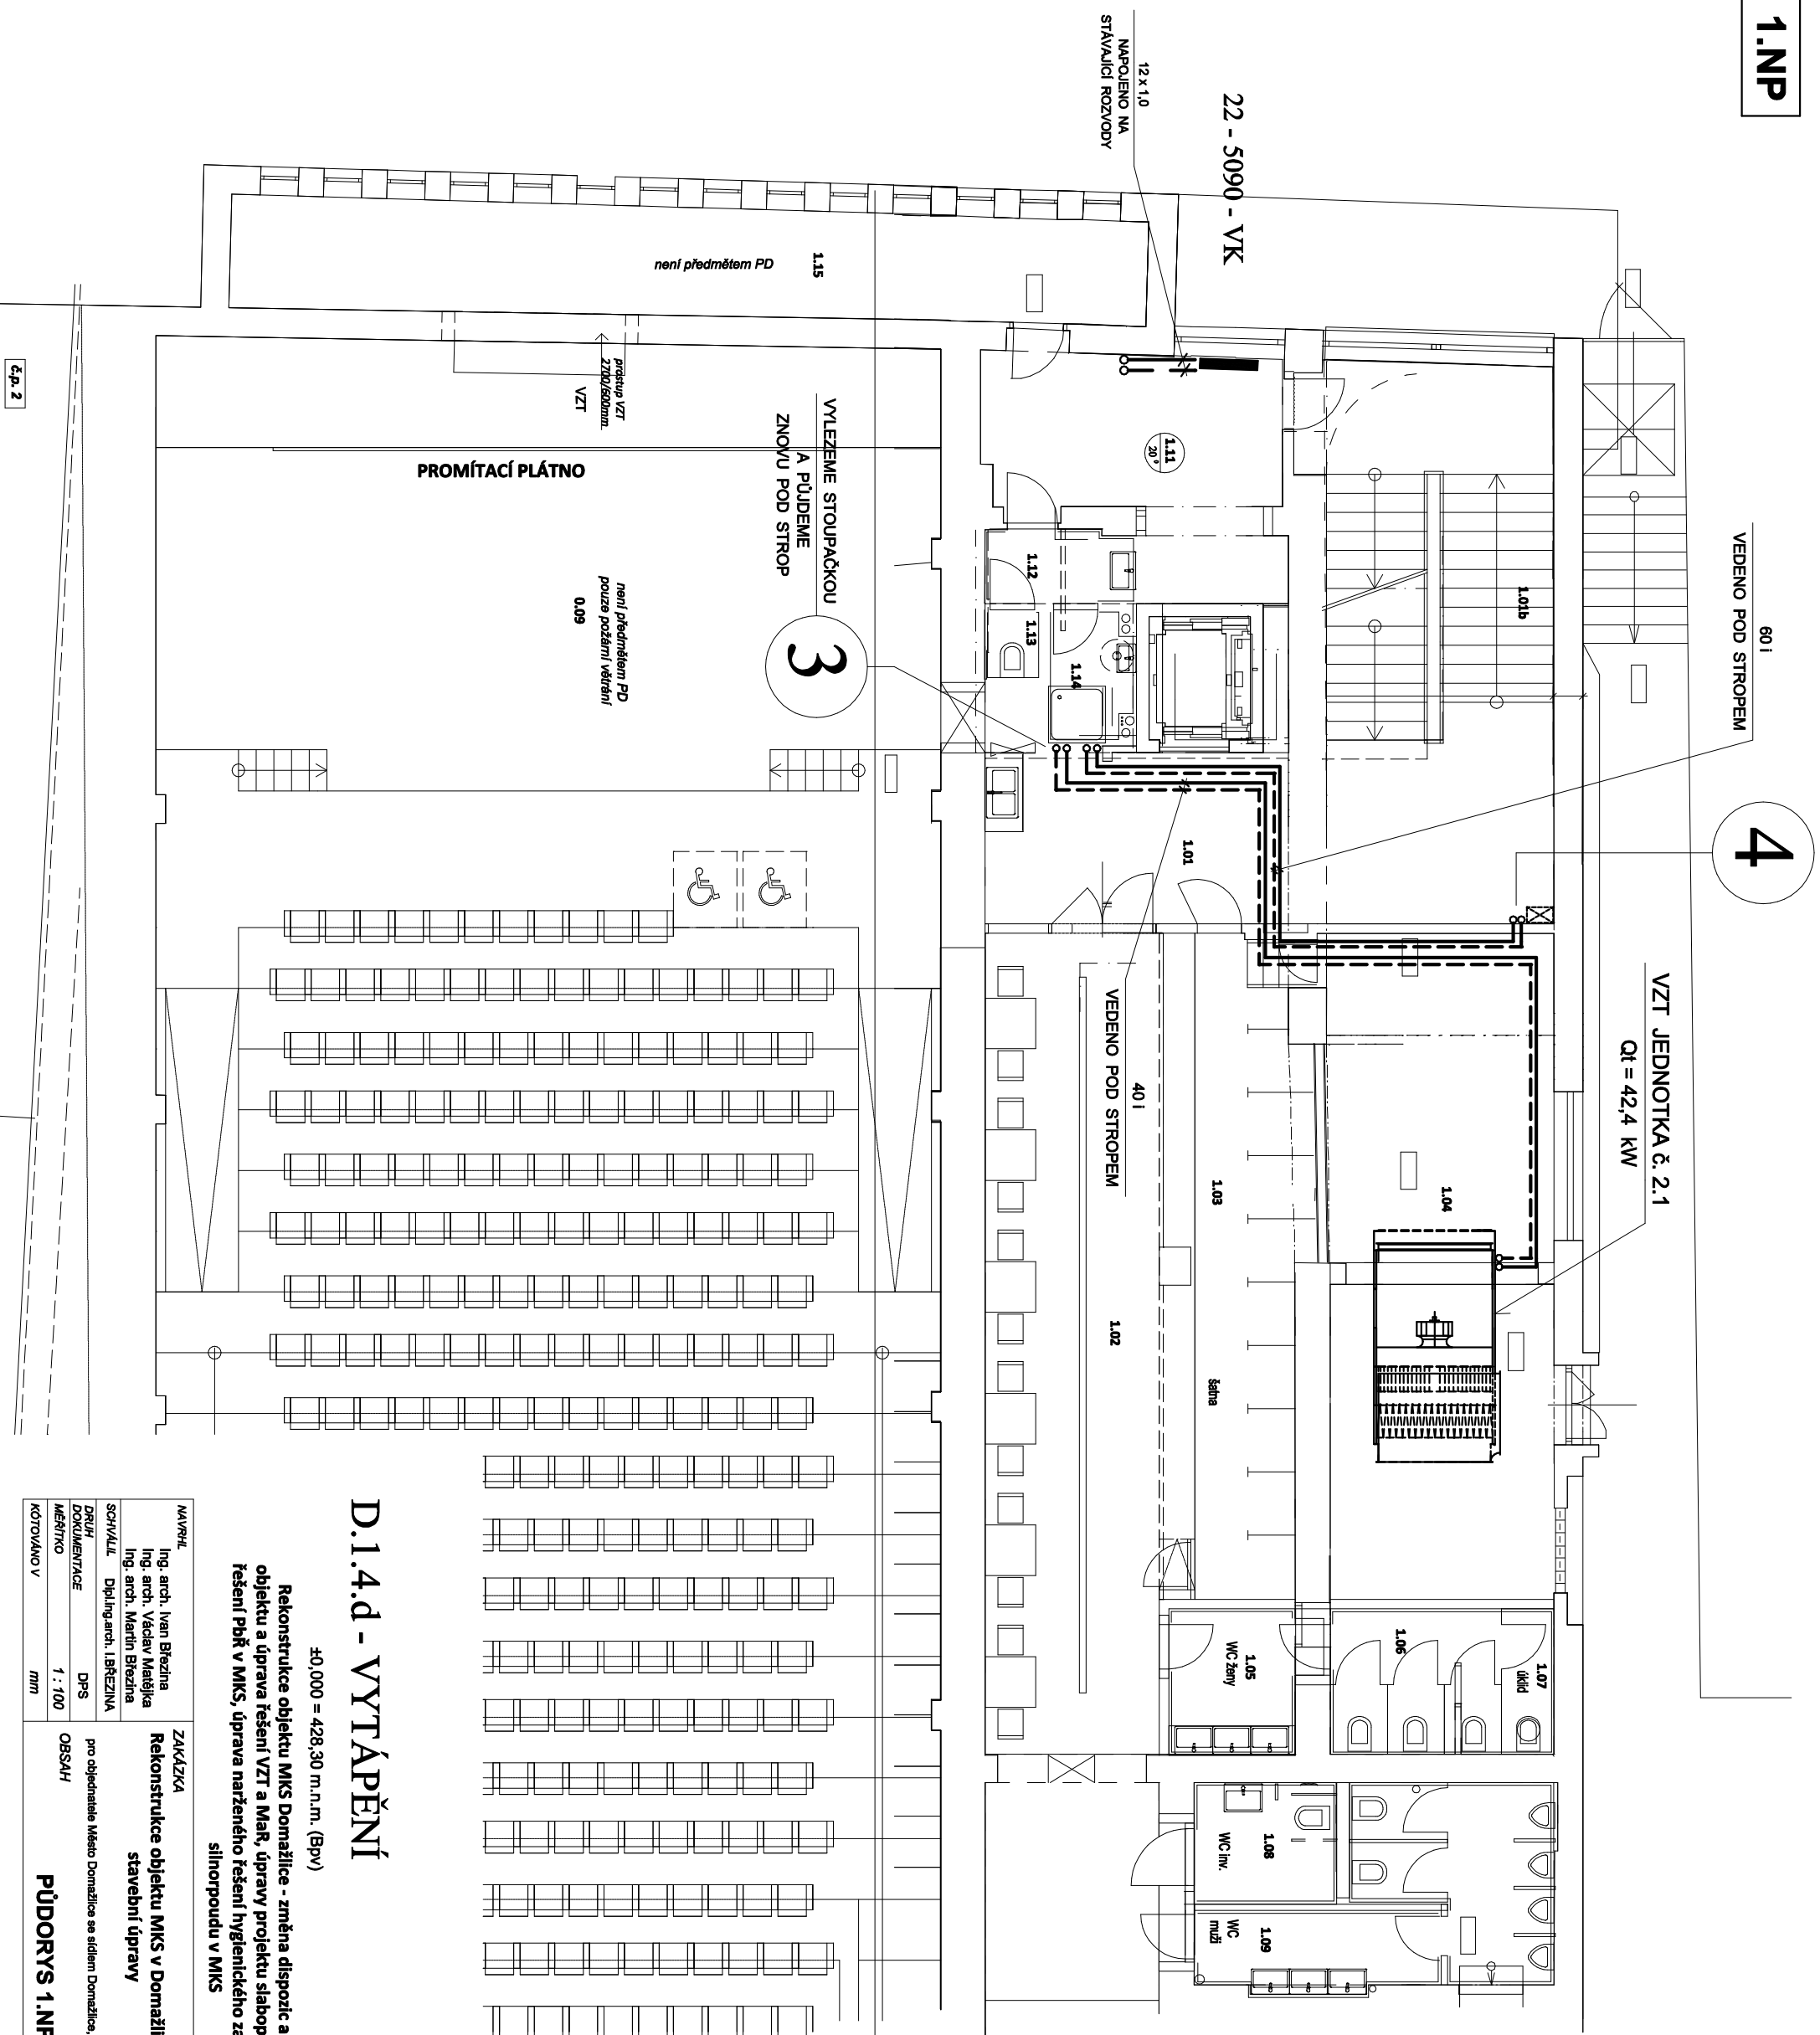 1.NP
12 x 1,0
NAPOJENO NA
STÁVAJÍCÍ ROZVODY
22 - 5090 - VK
60 i
VEDENO POD STROPEM
4
VZT JEDNOTKA č. 2.1
Qt = 42,4 kW
1.15
není předmětem PD
prostup VZT
2700/600mm
VZT
PROMÍTACÍ PLÁTNO
VYLEZEME STOUPAČKOU
A PŮJDEME
ZNOVU POD STROP
3
není předmětem PD
pouze požární větrání
0.09
č.p. 2
1.11
20°
1.12
1.13
1.14
1.01b
1.01
40 i
VEDENO POD STROPEM
1.03
šatna
1.02
1.04
1.05
WC ženy
1.06
1.07
úklid
1.08
WC inv.
1.09
WC
muži
D.1.4.d - VYTÁPĚNÍ
±0,000 = 428,30 m.n.m. (Bpv)
Rekonstrukce objektu MKS Domažlice - změna dispozic a
objektu a úprava řešení VZT a MaR, úpravy projektu slabop
řešení PbŘ v MKS, úprava narženého řešení hygienického zá
silnorpoudu v MKS
NAVRHL
Ing. arch. Ivan Březina
Ing. arch. Václav Matějka
Ing. arch. Martin Březina
SCHVÁLIL Dipl.Ing.arch. I.BŘEZINA
DRUH
DOKUMENTACE DPS
MĚŘÍTKO 1 : 100
KÓTOVÁNO V mm
ZAKÁZKA
Rekonstrukce objektu MKS v Domažli
stavební úpravy
pro objednatele Město Domažlice se sídlem Domažlice,
OBSAH
PŮDORYS 1.NP